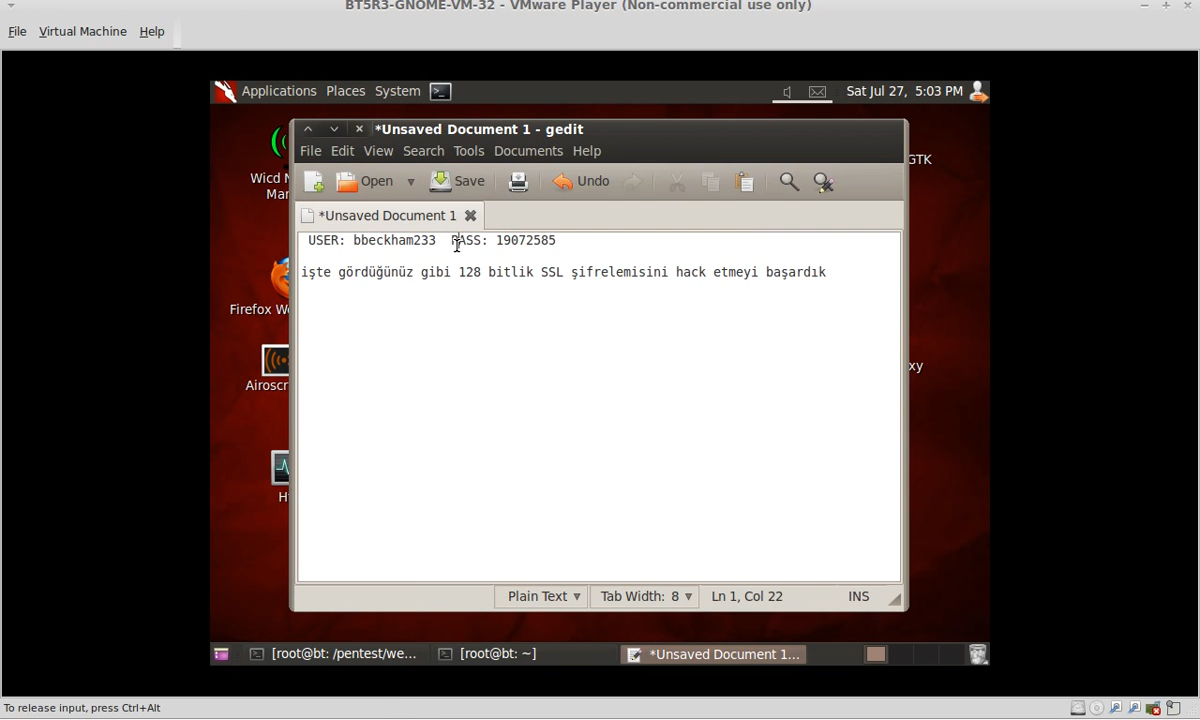 BT5R3-GNOME-VM-32 - VMware Player (Non-commercial use only)
File Virtual Machine Help
Applications Places System Sat Jul 27, 5:03 PM
*Unsaved Document 1 - gedit
File Edit View Search Tools Documents Help
Open Save Undo
*Unsaved Document 1
USER: bbeckham233 PASS: 19072585
işte gördüğünüz gibi 128 bitlik SSL şifrelemisini hack etmeyi başardık
Wicd
GTK
Firefox
xy
Plain Text Tab Width: 8 Ln 1, Col 22 INS
[root@bt: /pentest/we... [root@bt: ~] *Unsaved Document 1...
To release input, press Ctrl+Alt